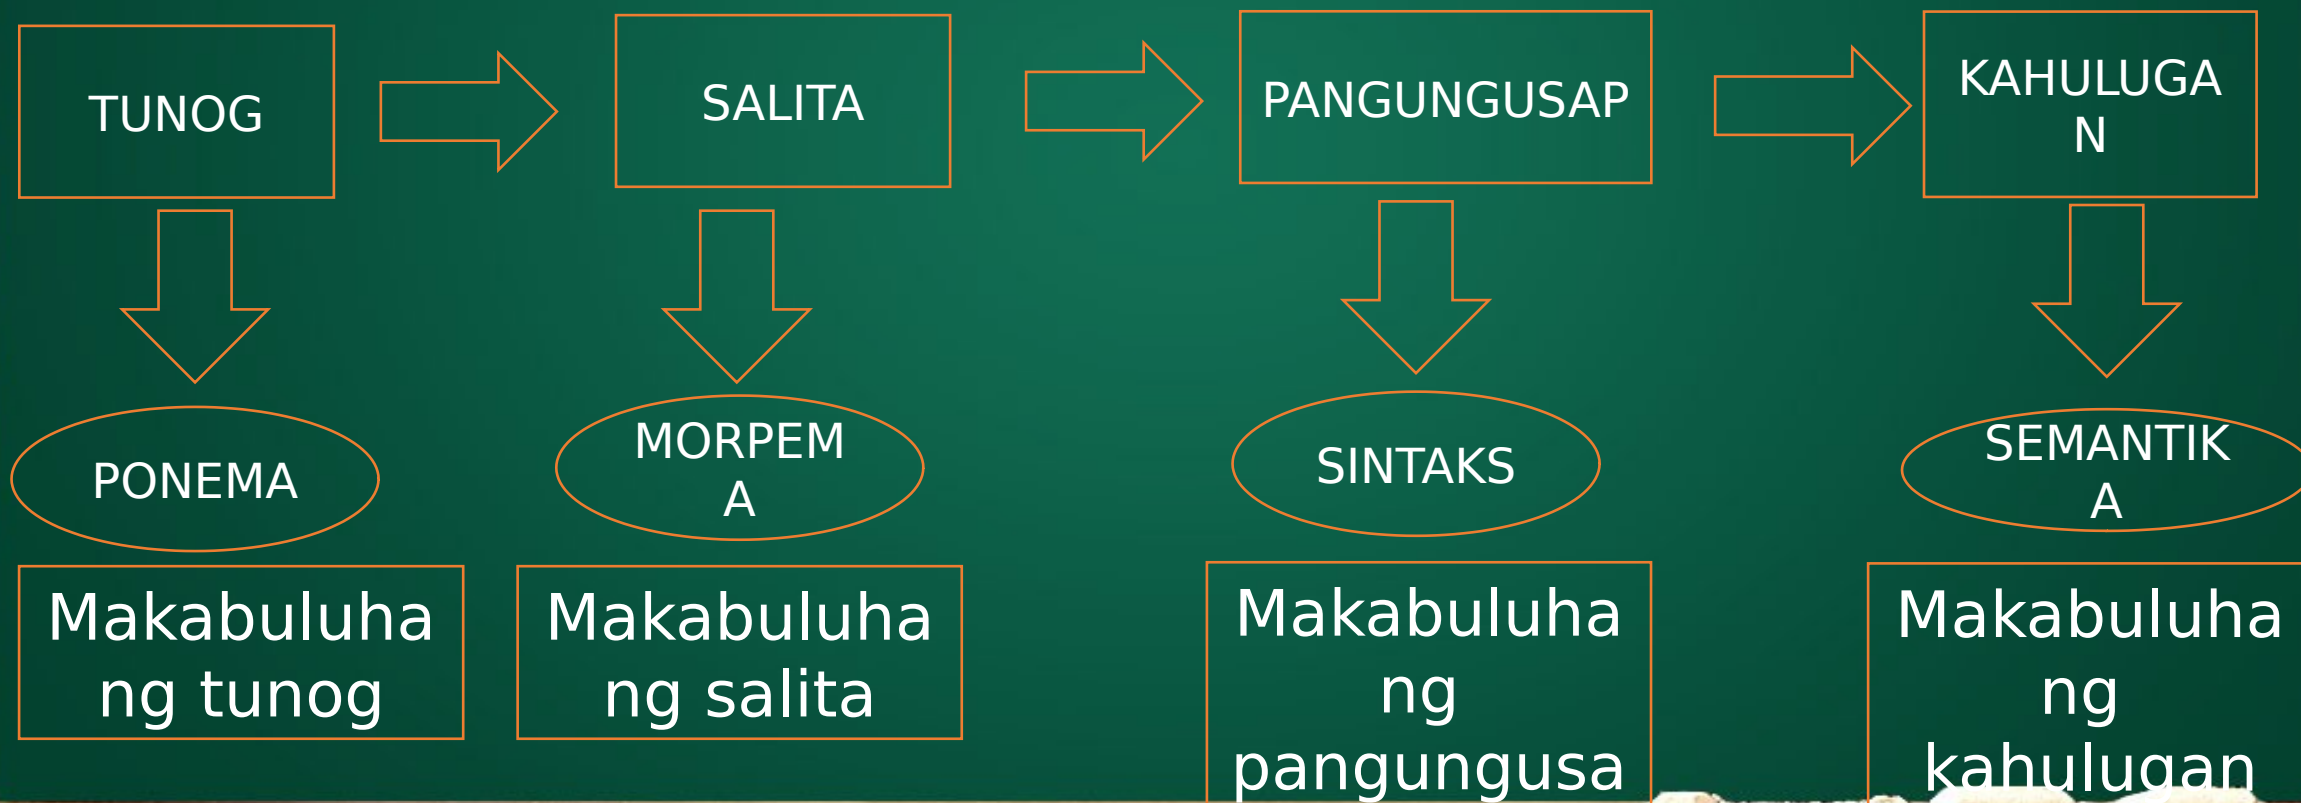 TUNOG
SALITA
PANGUNGUSAP
KAHULUGA
N
PONEMA
MORPEM
A
SINTAKS
SEMANTIK
A
Makabuluha
ng tunog
Makabuluha
ng salita
Makabuluha
ng
pangungusa
Makabuluha
ng
kahulugan